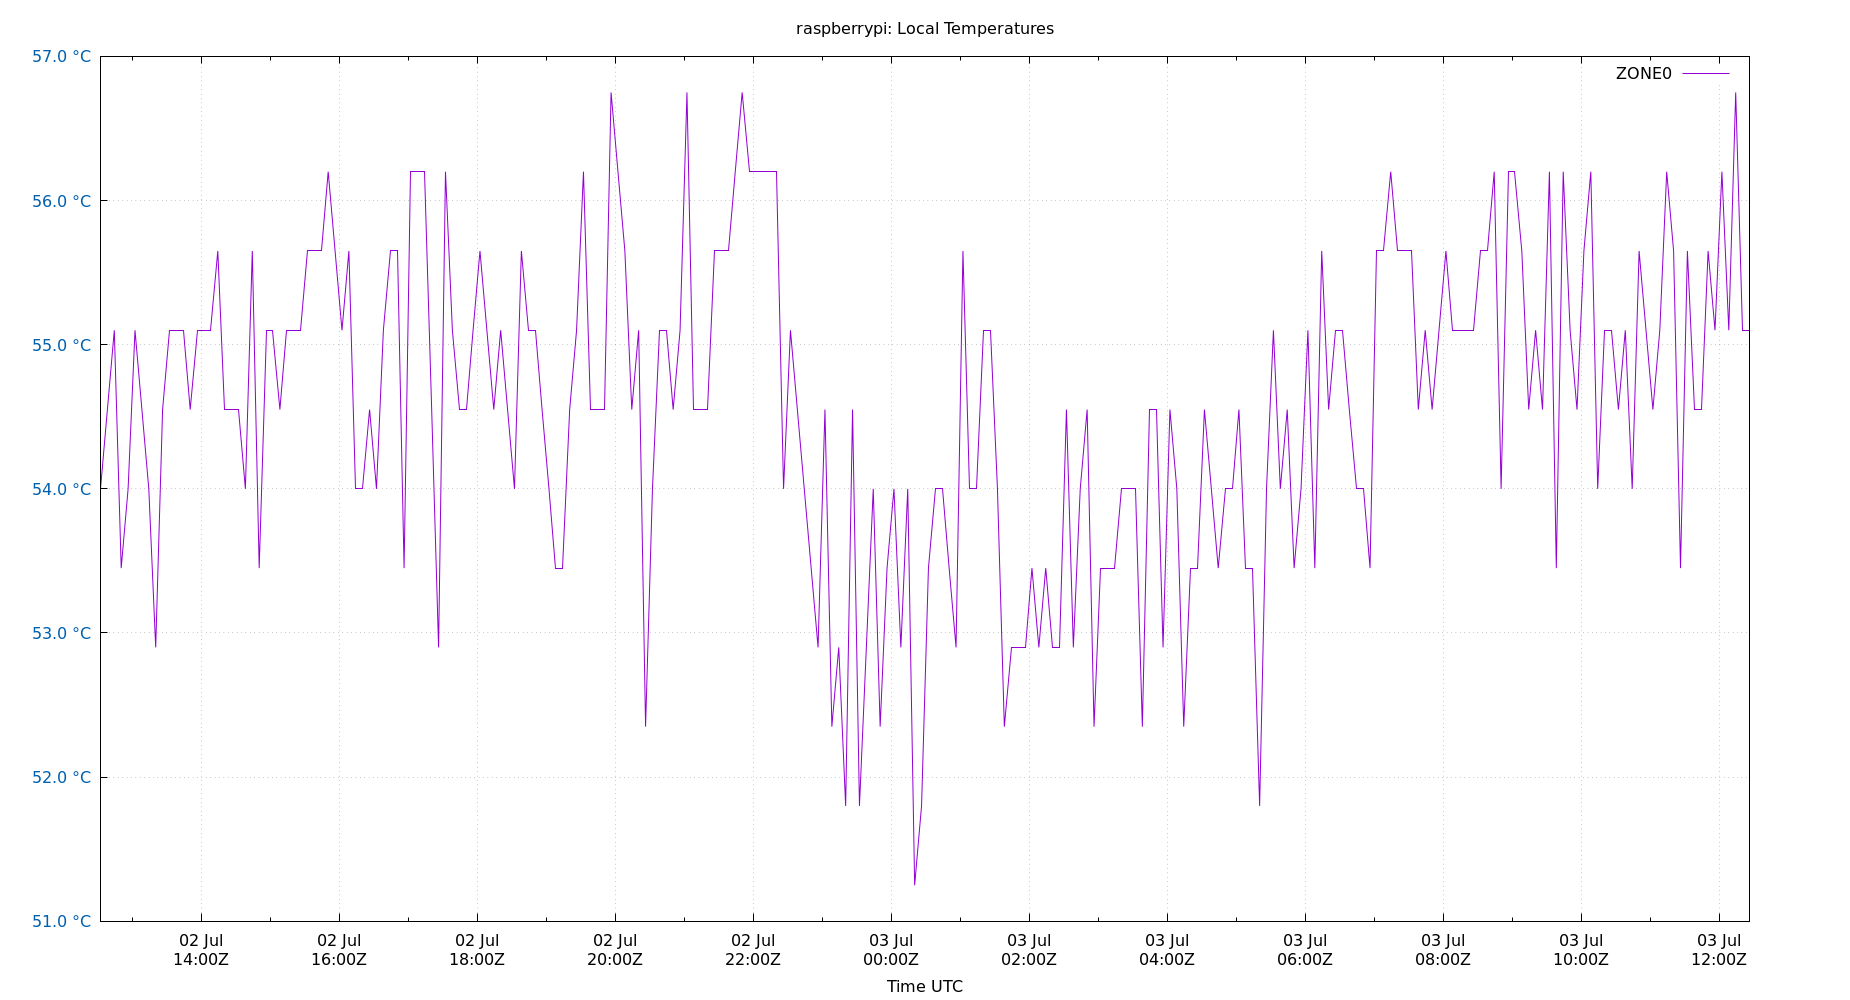 raspberrypi: Local Temperatures
57.0 °C
ZONE0
56.0 °C
55.0 °C
54.0 °C
53.0 °C
52.0 °C
51.0 °C
02 Jul 02 Jul 02 Jul 02 Jul 02 Jul 03 Jul 03 Jul 03 Jul 03 Jul 03 Jul 03 Jul 03 Jul
14:00Z 16:00Z 18:00Z 20:00Z 22:00Z 00:00Z 02:00Z 04:00Z 06:00Z 08:00Z 10:00Z 12:00Z
Time UTC